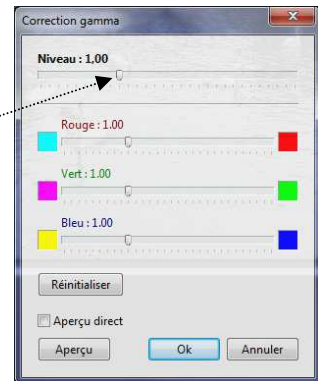 Correction gamma
Niveau : 1,00
Rouge : 1.00
Vert : 1.00
Bleu : 1.00
Réinitialiser
Aperçu direct
Aperçu
Ok
Annuler